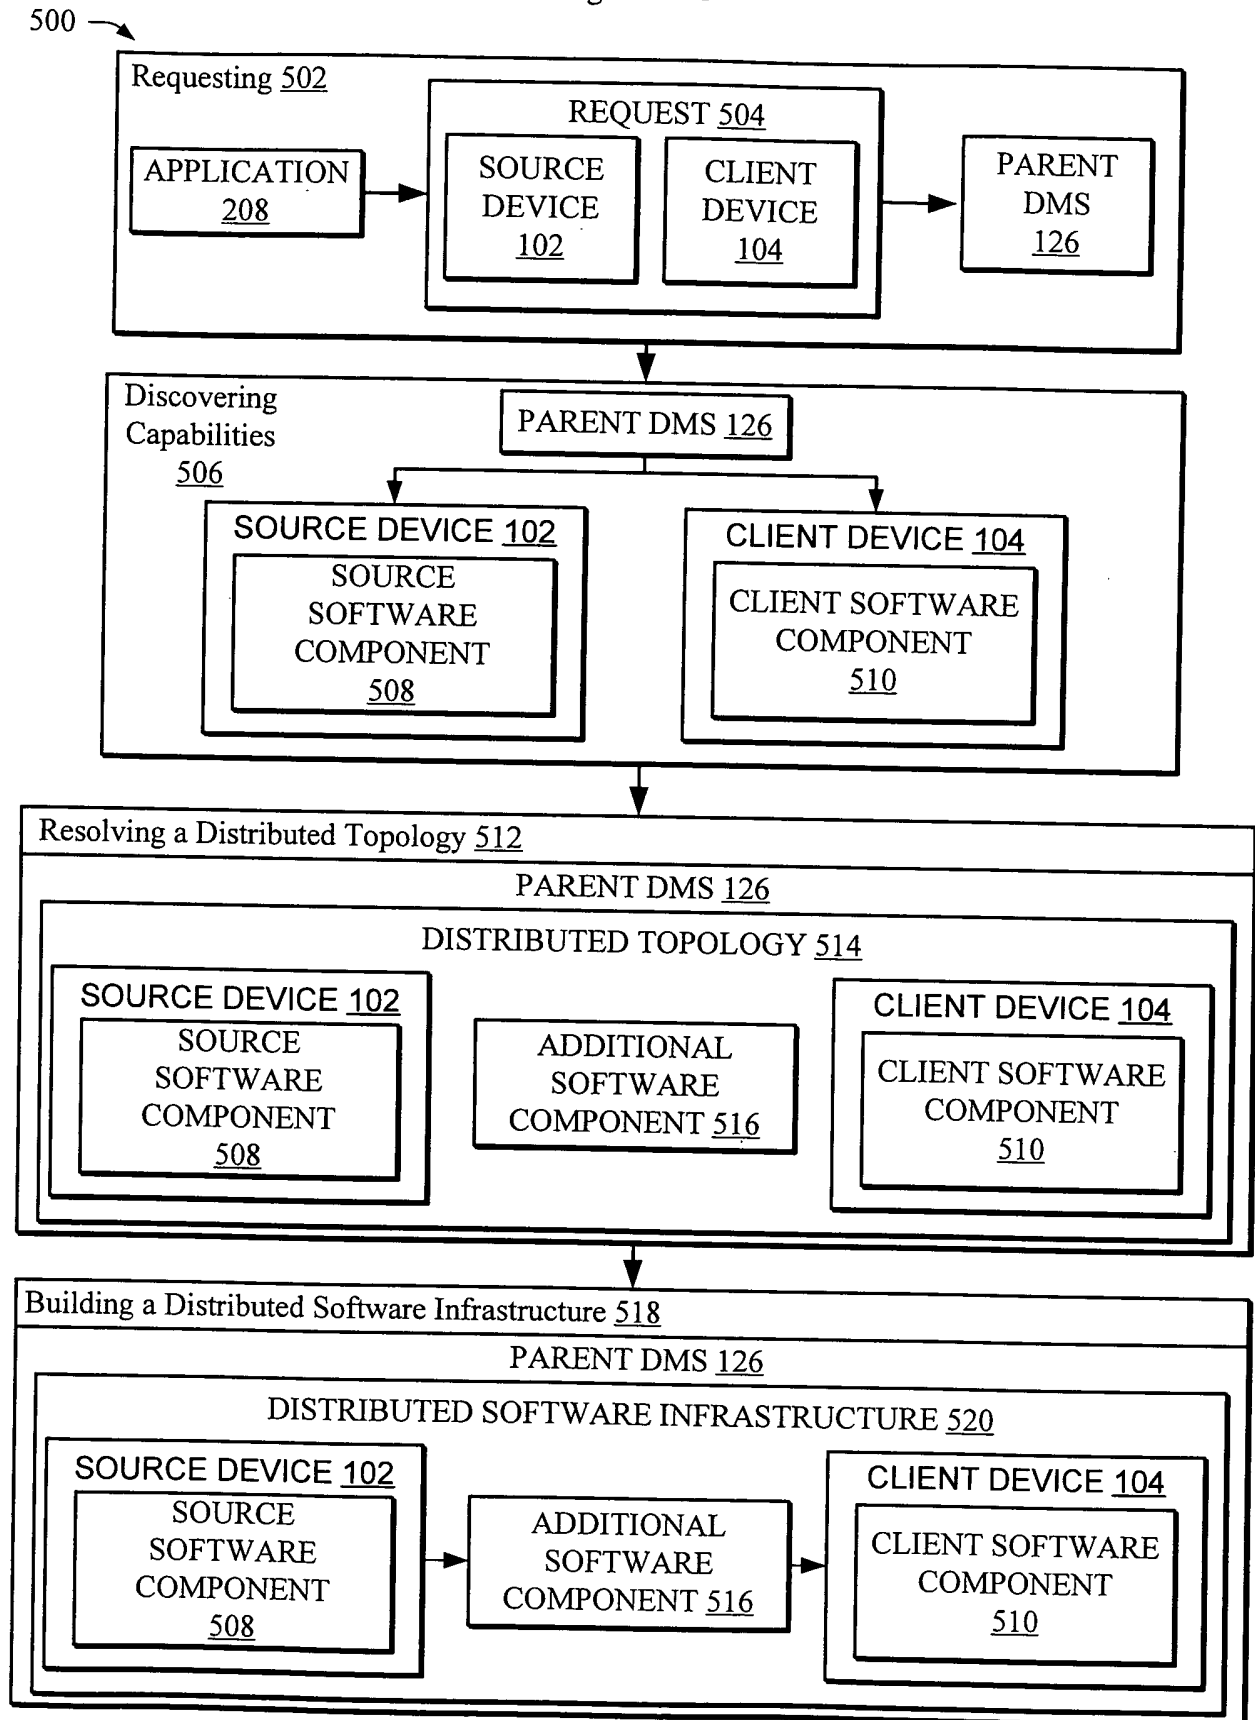 500
Requesting 502
REQUEST 504
APPLICATION
208
SOURCE
DEVICE
102
CLIENT
DEVICE
104
PARENT
DMS
126
Discovering
Capabilities
506
PARENT DMS 126
SOURCE DEVICE 102
SOURCE
SOFTWARE
COMPONENT
508
CLIENT DEVICE 104
CLIENT SOFTWARE
COMPONENT
510
Resolving a Distributed Topology 512
PARENT DMS 126
DISTRIBUTED TOPOLOGY 514
SOURCE DEVICE 102
SOURCE
SOFTWARE
COMPONENT
508
ADDITIONAL
SOFTWARE
COMPONENT 516
CLIENT DEVICE 104
CLIENT SOFTWARE
COMPONENT
510
Building a Distributed Software Infrastructure 518
PARENT DMS 126
DISTRIBUTED SOFTWARE INFRASTRUCTURE 520
SOURCE DEVICE 102
SOURCE
SOFTWARE
COMPONENT
508
ADDITIONAL
SOFTWARE
COMPONENT 516
CLIENT DEVICE 104
CLIENT SOFTWARE
COMPONENT
510